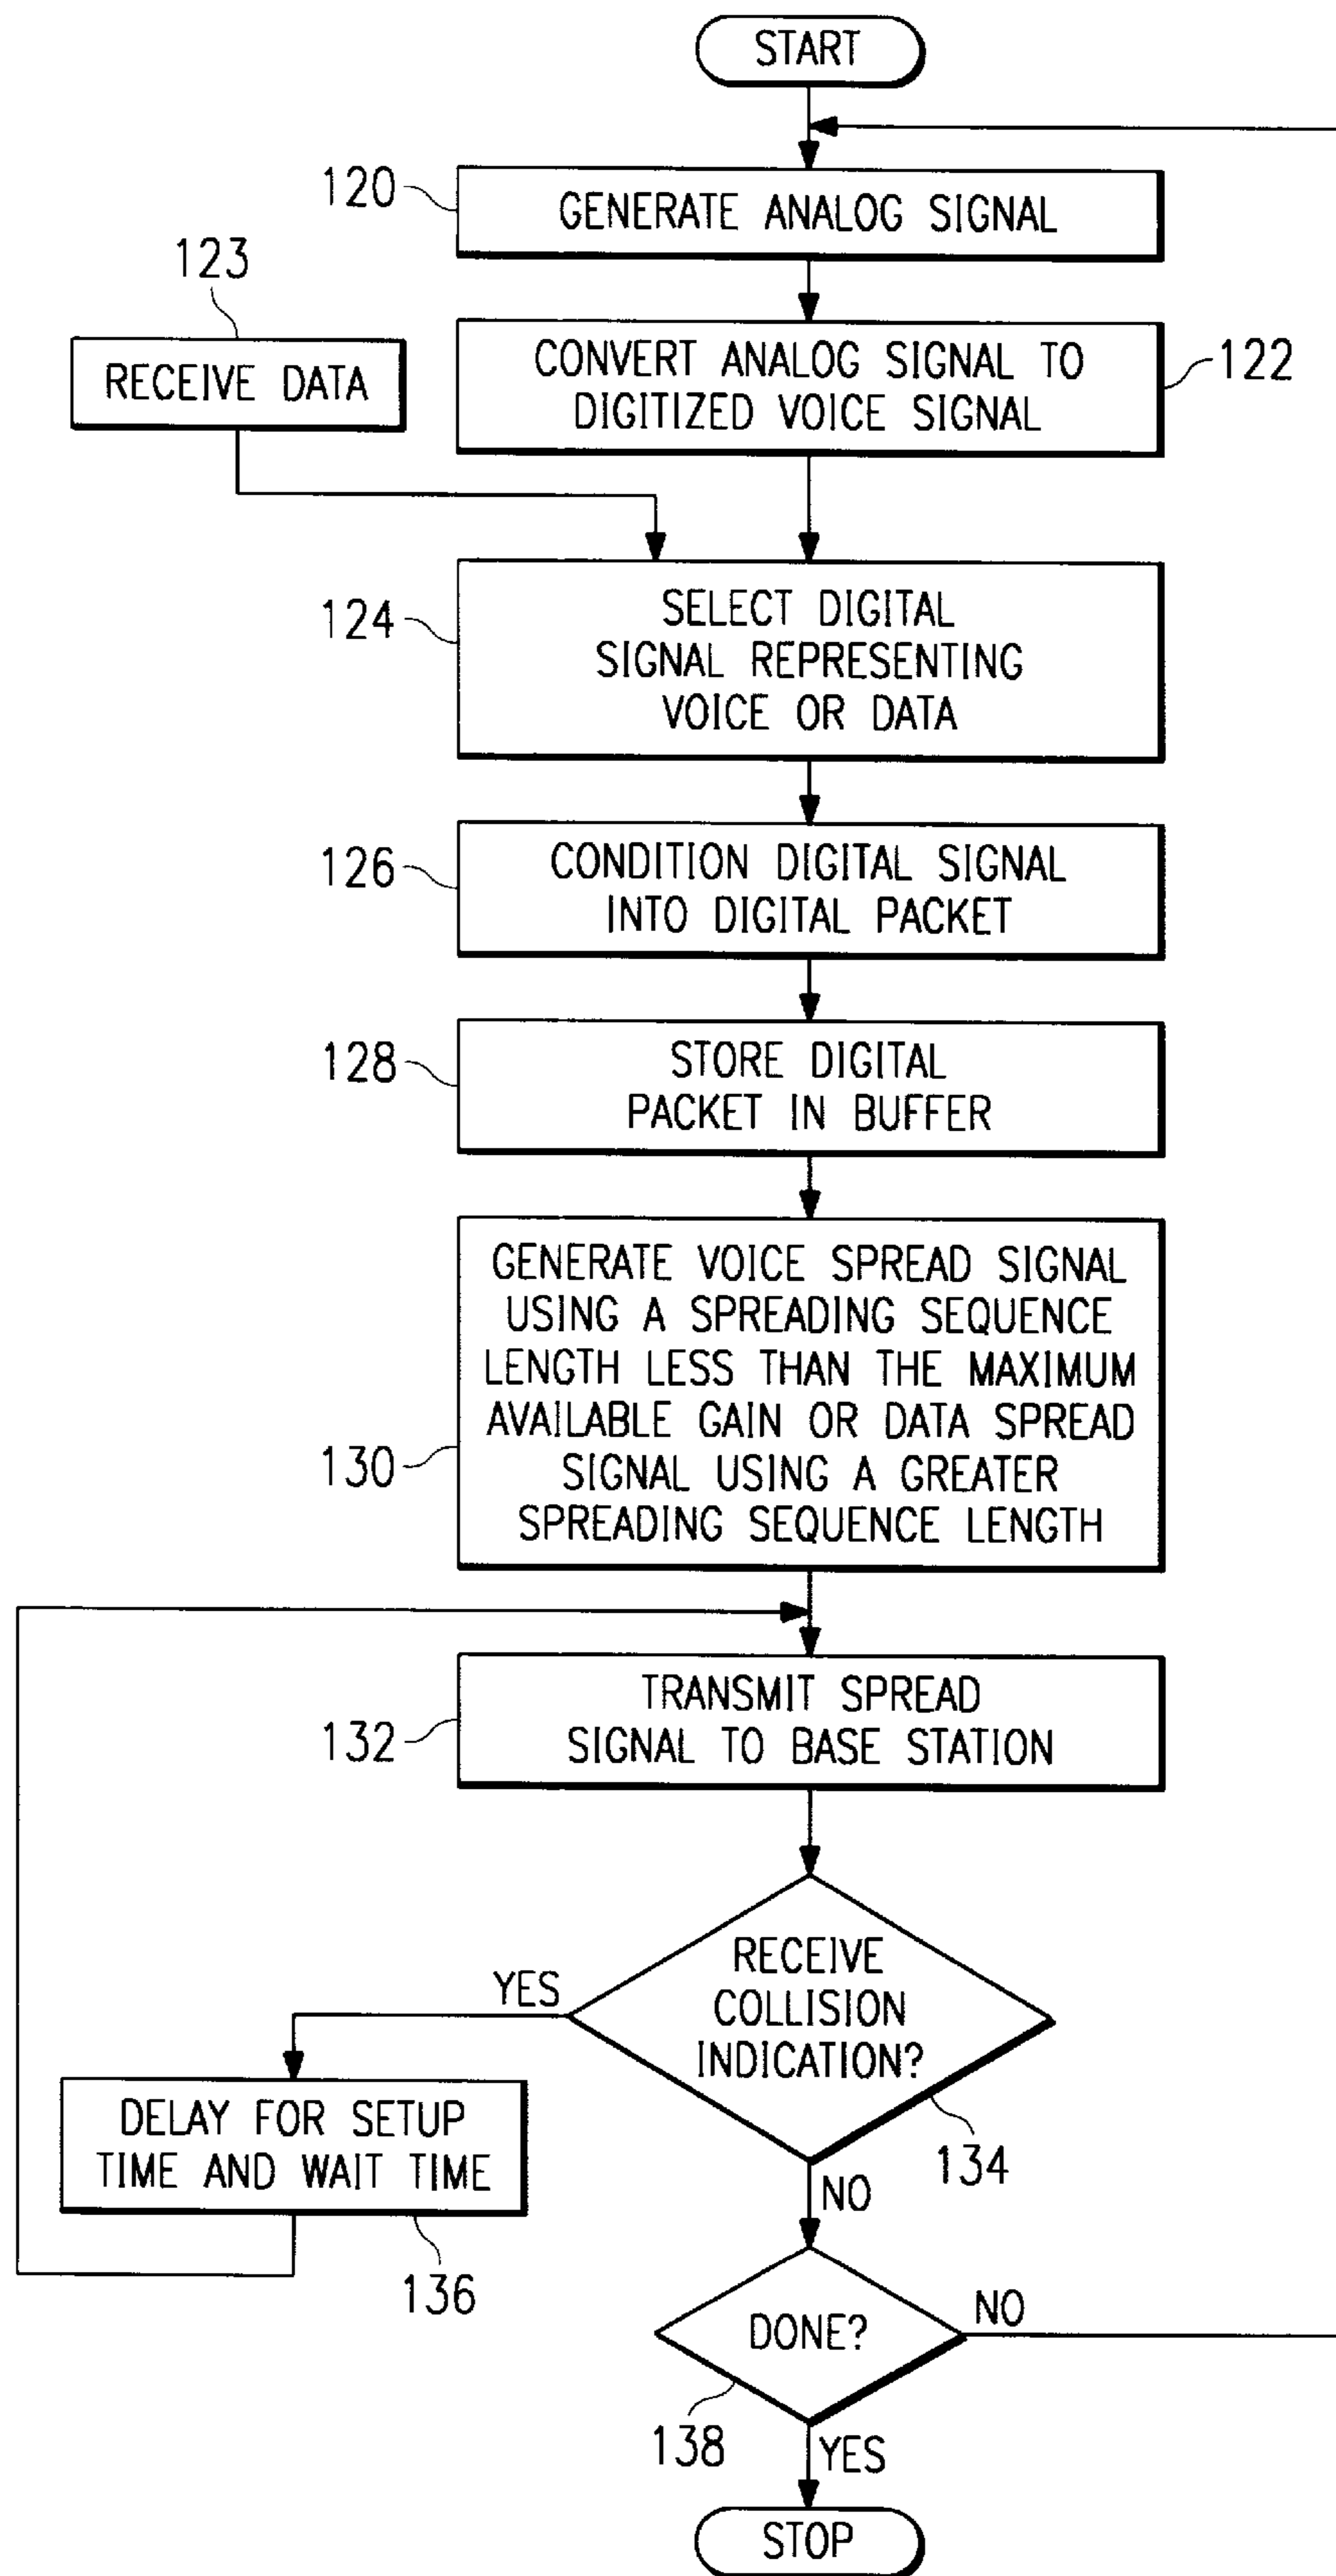 START
120
GENERATE ANALOG SIGNAL
123
RECEIVE DATA
CONVERT ANALOG SIGNAL TO
DIGITIZED VOICE SIGNAL
122
124
SELECT DIGITAL
SIGNAL REPRESENTING
VOICE OR DATA
126
CONDITION DIGITAL SIGNAL
INTO DIGITAL PACKET
128
STORE DIGITAL
PACKET IN BUFFER
130
GENERATE VOICE SPREAD SIGNAL
USING A SPREADING SEQUENCE
LENGTH LESS THAN THE MAXIMUM
AVAILABLE GAIN OR DATA SPREAD
SIGNAL USING A GREATER
SPREADING SEQUENCE LENGTH
132
TRANSMIT SPREAD
SIGNAL TO BASE STATION
RECEIVE
COLLISION
INDICATION?
134
YES
DELAY FOR SETUP
TIME AND WAIT TIME
136
NO
DONE?
138
NO
YES
STOP